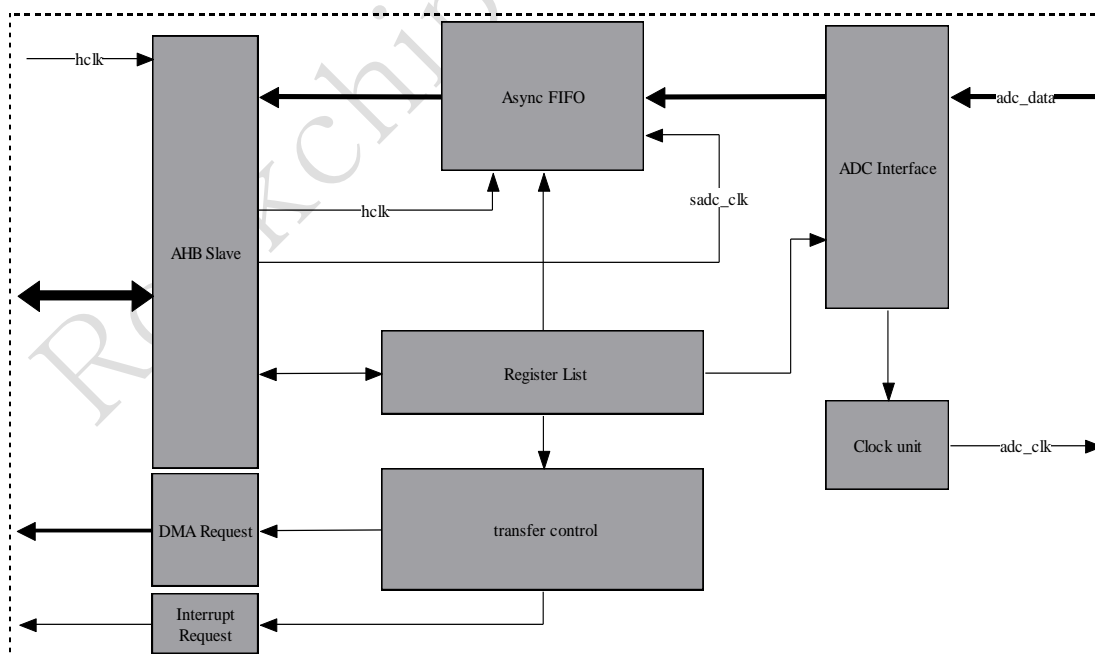 hclk
Async FIFO
adc_data
ADC Interface
sadc_clk
hclk
AHB Slave
Register List
Clock unit
adc_clk
DMA Request
transfer control
Interrupt
Request